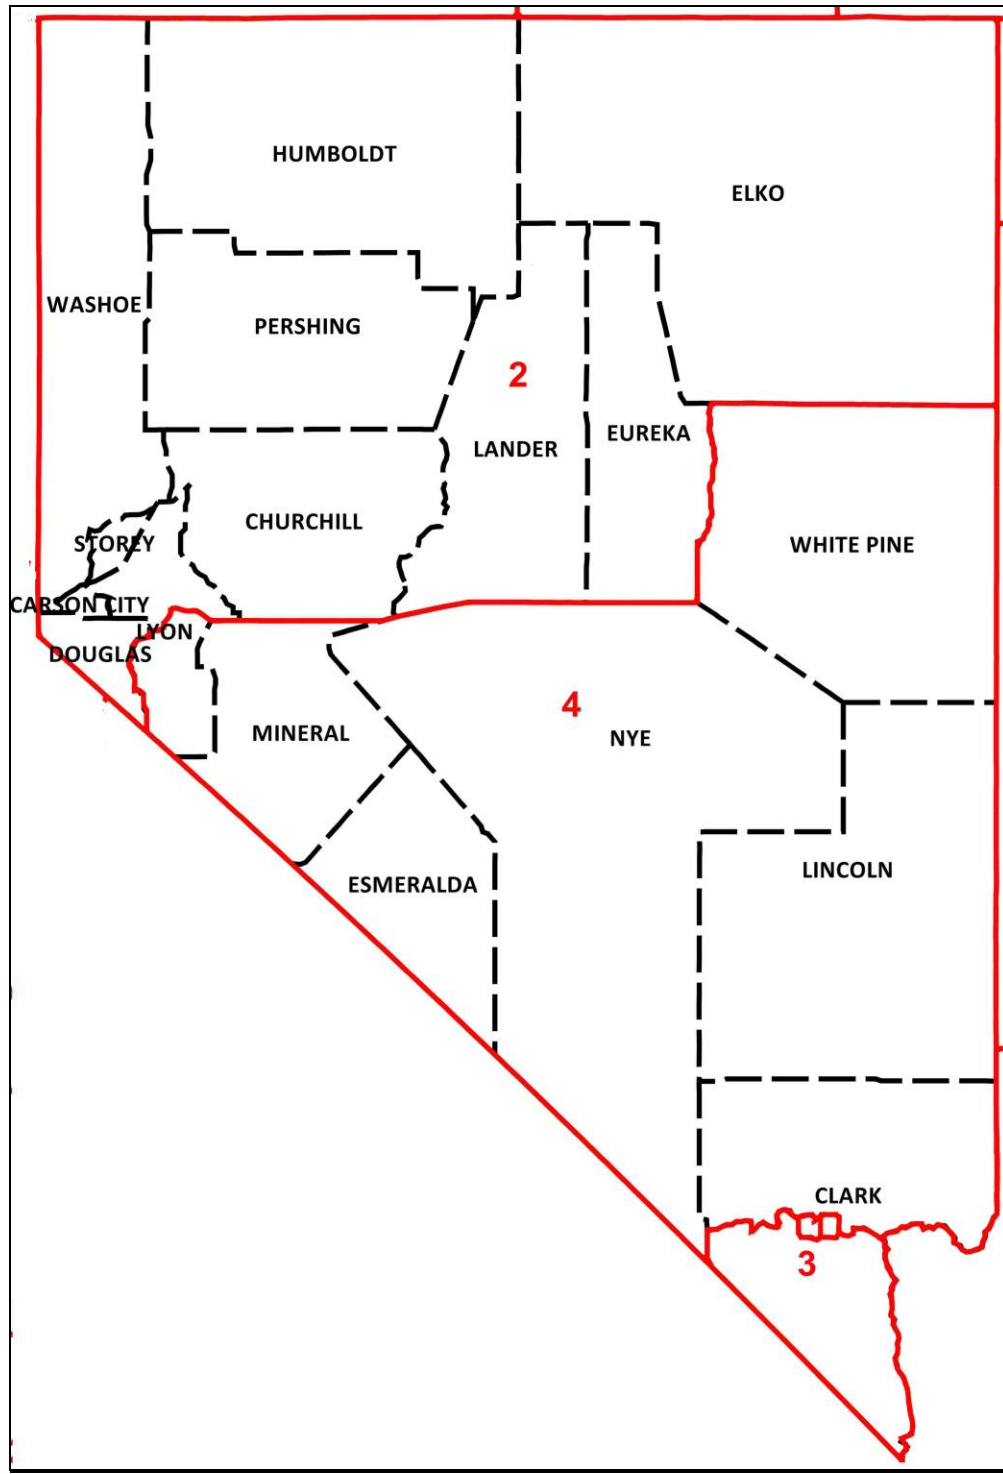 HUMBOLDT
ELKO
WASHOE
PERSHING
2
EUREKA
LANDER
CHURCHILL
STOREY
WHITE PINE
CARSON CITY
LYON
DOUGLAS
4
MINERAL
NYE
LINCOLN
ESMERALDA
CLARK
3